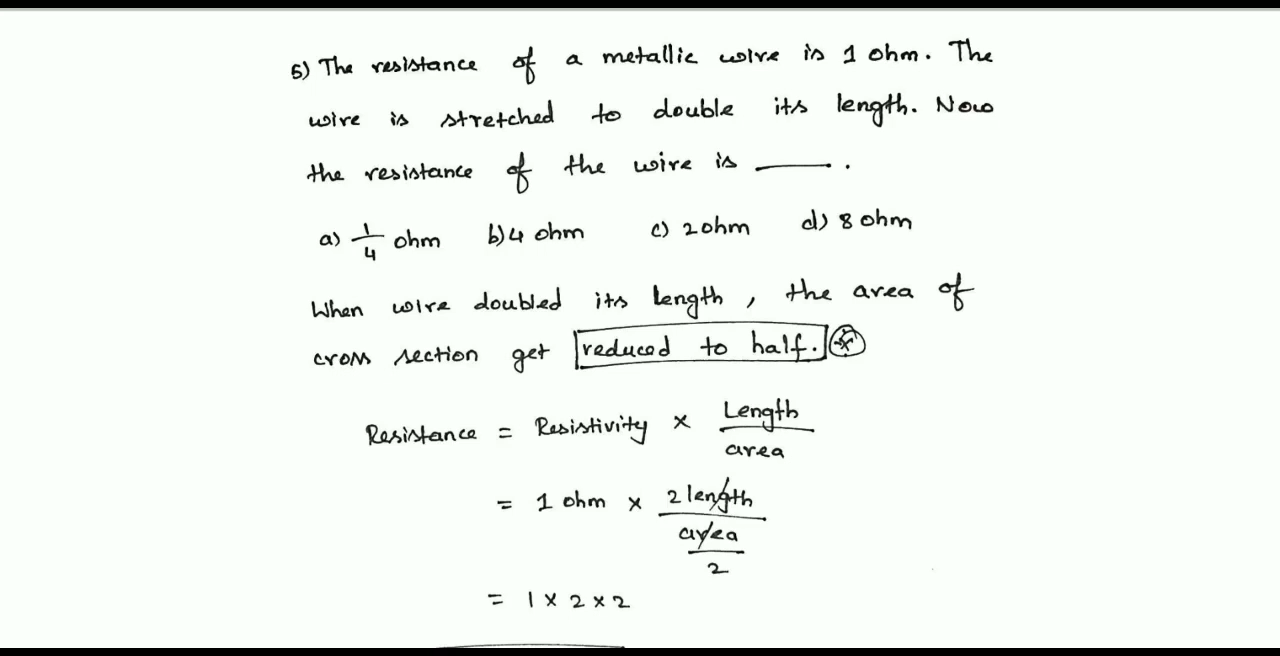 5) The resistance of a metallic wire is 1 ohm. The
wire is stretched to double its length. Now
the resistance of the wire is ———.
a) 1/4 ohm b) 4 ohm c) 2 ohm d) 8 ohm
When wire doubled its length, the area of
cross section get reduced to half. *
Resistance = Resistivity × Length/area
= 1 ohm × 2 length/(area/2)
= 1 × 2 × 2